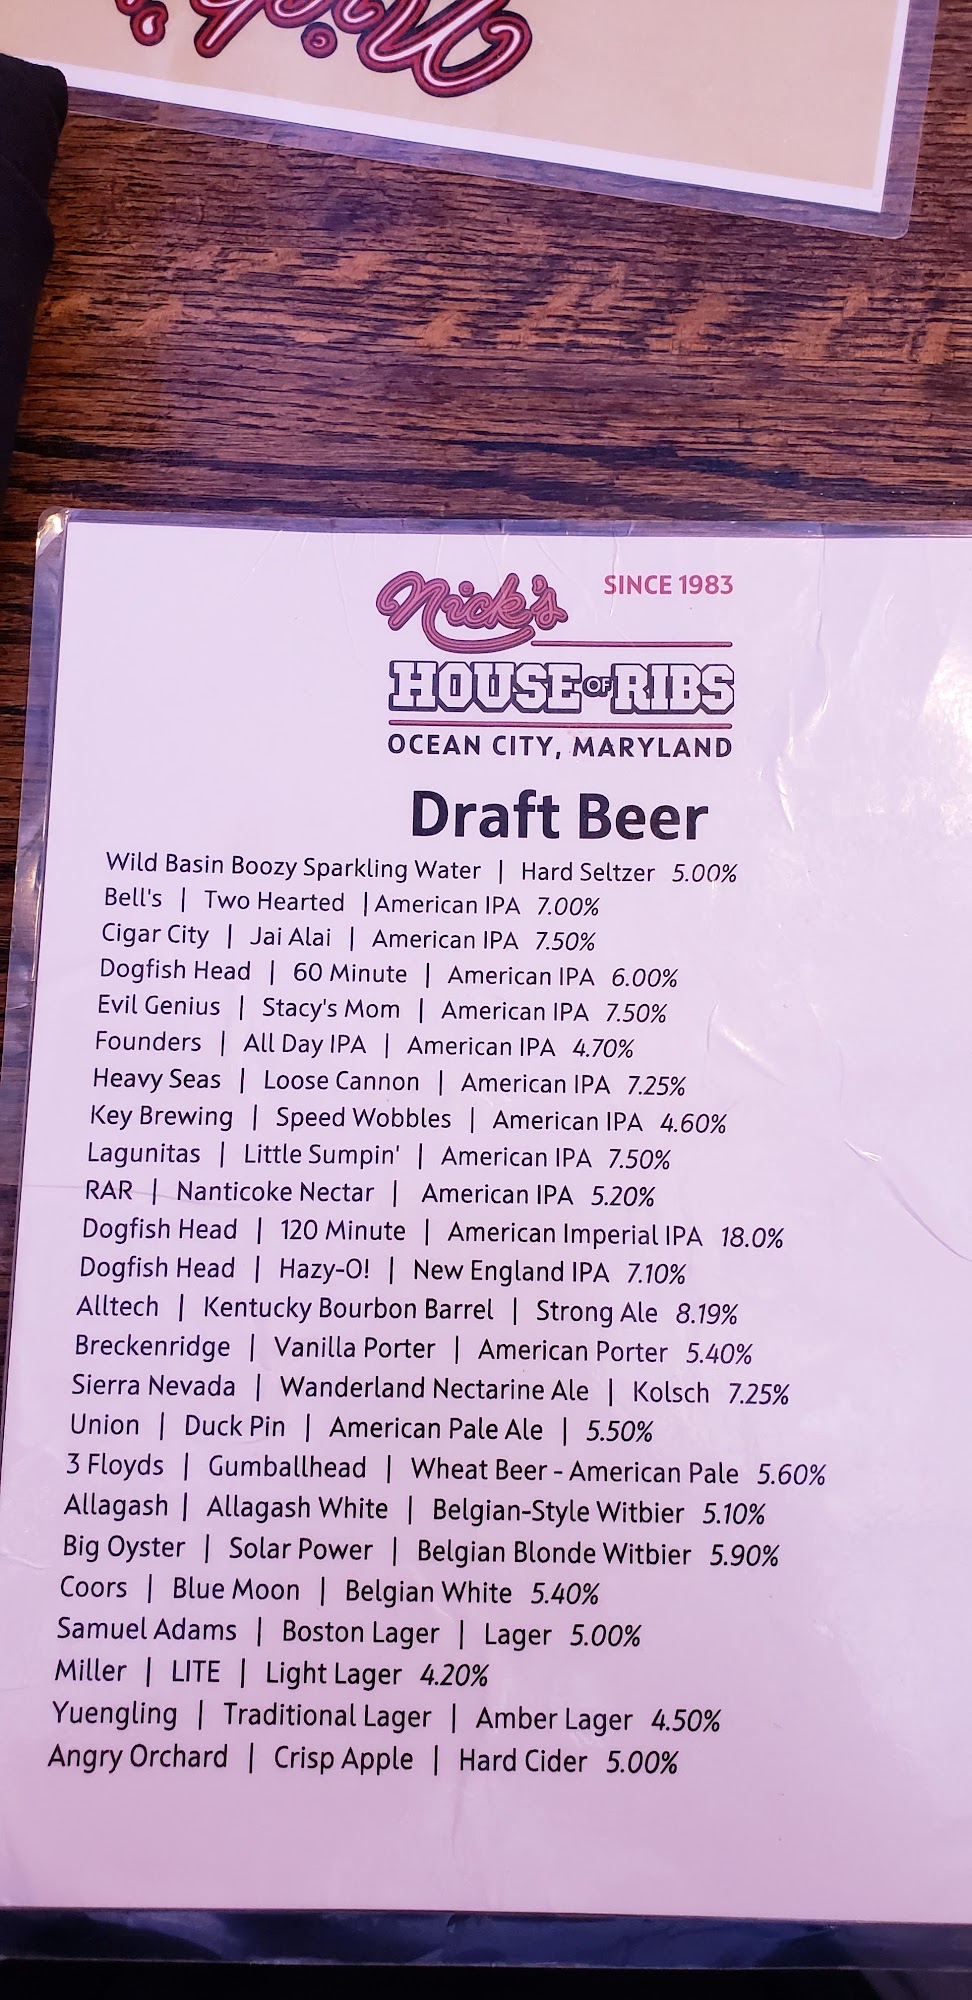 Nick's
SINCE 1983
HOUSE OF RIBS
OCEAN CITY, MARYLAND
Draft Beer
Wild Basin Boozy Sparkling Water | Hard Seltzer 5.00%
Bell's | Two Hearted | American IPA 7.00%
Cigar City | Jai Alai | American IPA 7.50%
Dogfish Head | 60 Minute | American IPA 6.00%
Evil Genius | Stacy's Mom | American IPA 7.50%
Founders | All Day IPA | American IPA 4.70%
Heavy Seas | Loose Cannon | American IPA 7.25%
Key Brewing | Speed Wobbles | American IPA 4.60%
Lagunitas | Little Sumpin' | American IPA 7.50%
RAR | Nanticoke Nectar | American IPA 5.20%
Dogfish Head | 120 Minute | American Imperial IPA 18.0%
Dogfish Head | Hazy-O! | New England IPA 7.10%
Alltech | Kentucky Bourbon Barrel | Strong Ale 8.19%
Breckenridge | Vanilla Porter | American Porter 5.40%
Sierra Nevada | Wanderland Nectarine Ale | Kolsch 7.25%
Union | Duck Pin | American Pale Ale | 5.50%
3 Floyds | Gumballhead | Wheat Beer - American Pale 5.60%
Allagash | Allagash White | Belgian-Style Witbier 5.10%
Big Oyster | Solar Power | Belgian Blonde Witbier 5.90%
Coors | Blue Moon | Belgian White 5.40%
Samuel Adams | Boston Lager | Lager 5.00%
Miller | LITE | Light Lager 4.20%
Yuengling | Traditional Lager | Amber Lager 4.50%
Angry Orchard | Crisp Apple | Hard Cider 5.00%